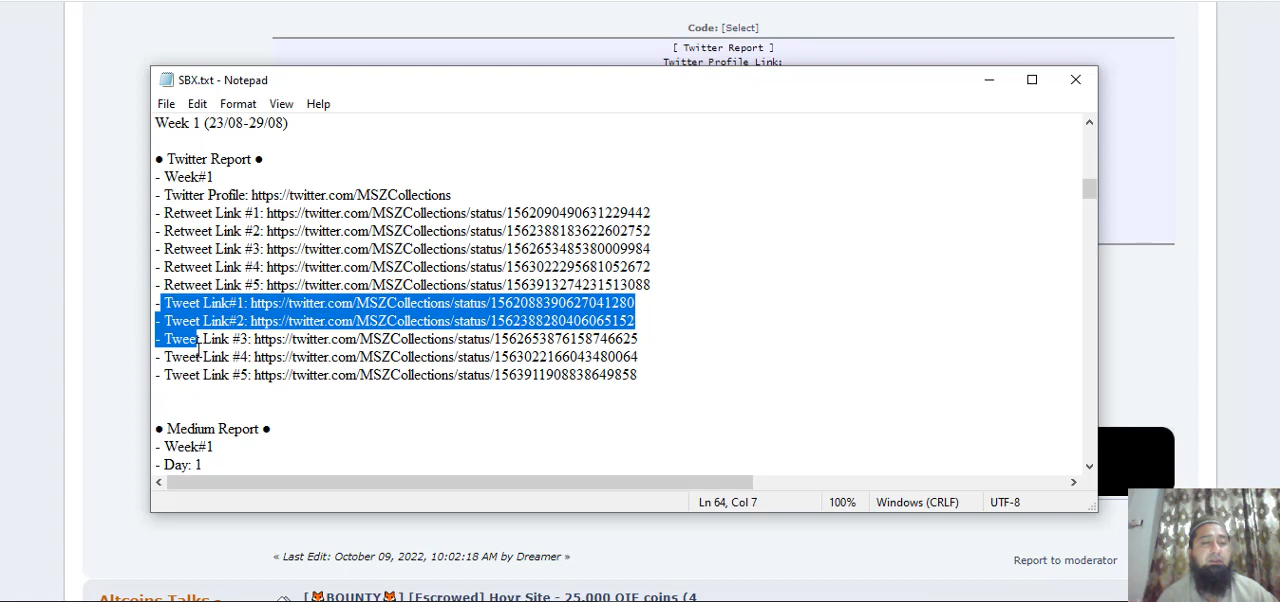 Code: [Select]
[ Twitter Report ]
Twitter Profile Link:
SBX.txt - Notepad
File Edit Format View Help
Week 1 (23/08-29/08)
● Twitter Report ●
- Week#1
- Twitter Profile: https://twitter.com/MSZCollections
- Retweet Link #1: https://twitter.com/MSZCollections/status/1562090490631229442
- Retweet Link #2: https://twitter.com/MSZCollections/status/1562388183622602752
- Retweet Link #3: https://twitter.com/MSZCollections/status/1562653485380009984
- Retweet Link #4: https://twitter.com/MSZCollections/status/1563022295681052672
- Retweet Link #5: https://twitter.com/MSZCollections/status/1563913274231513088
- Tweet Link#1: https://twitter.com/MSZCollections/status/1562088390627041280
- Tweet Link#2: https://twitter.com/MSZCollections/status/1562388280406065152
- Tweet Link #3: https://twitter.com/MSZCollections/status/1562653876158746625
- Tweet Link #4: https://twitter.com/MSZCollections/status/1563022166043480064
- Tweet Link #5: https://twitter.com/MSZCollections/status/1563911908838649858
● Medium Report ●
- Week#1
- Day: 1
Ln 64, Col 7 100% Windows (CRLF) UTF-8
« Last Edit: October 09, 2022, 10:02:18 AM by Dreamer »
Report to moderator
Altcoins Talks -
[🦊BOUNTY🦊] [Escrowed] Hoyr Site - 25,000 QIE coins (4